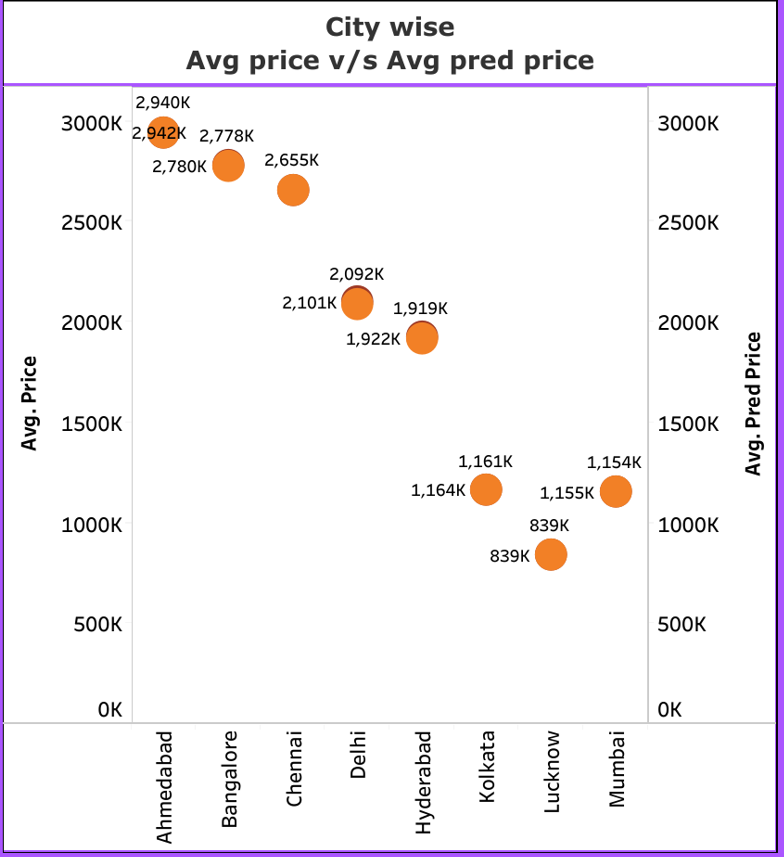 City wise
Avg price v/s Avg pred price
Avg. Price
3000K
2500K
2000K
1500K
1000K
500K
0K
2,940K
2,942K
2,778K
2,780K
2,655K
2,092K
2,101K
1,919K
1,922K
1,161K
1,164K
839K
839K
1,154K
1,155K
3000K
2500K
2000K
1500K
1000K
500K
0K
Avg. Pred Price
Ahmedabad
Bangalore
Chennai
Delhi
Hyderabad
Kolkata
Lucknow
Mumbai